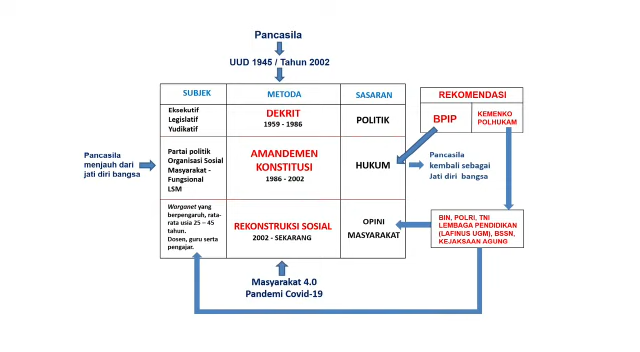 Pancasila
UUD 1945 / Tahun 2002
SUBJEK
METODA
SASARAN
Eksekutif
Legislatif
Yudikatif
DEKRIT
1959 - 1986
POLITIK
Partai politik
Organisasi Sosial
Masyarakat -
Fungsional
LSM
AMANDEMEN
KONSTITUSI
1986 - 2002
HUKUM
Warganet yang
berpengaruh, rata-
rata usia 25 – 45
tahun.
Dosen, guru serta
pengajar.
REKONSTRUKSI SOSIAL
2002 - SEKARANG
OPINI
MASYARAKAT
Pancasila
menjauh dari
jati diri bangsa
REKOMENDASI
BPIP
KEMENKO
POLHUKAM
Pancasila
kembali sebagai
Jati diri bangsa
BIN, POLRI, TNI
LEMBAGA PENDIDIKAN
(LAFINUS UGM), BSSN,
KEJAKSAAN AGUNG
Masyarakat 4.0
Pandemi Covid-19